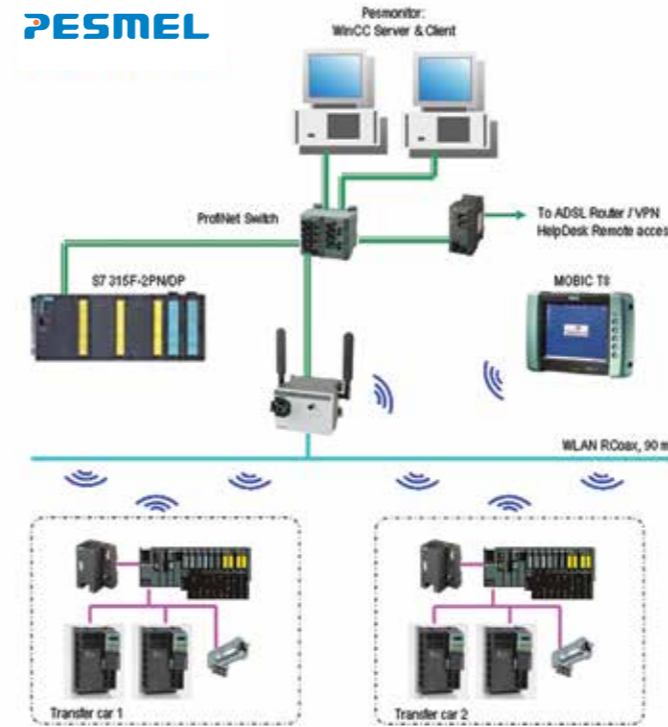 PESMEL
Pesmonitor:
WinCC Server & Client
ProfiNet Switch
To ADSL Router / VPN
HelpDesk Remote acces
S7 315F-2PN/DP
MOBIC T8
WLAN RCoax, 90 m
Transfer car 1
Transfer car 2